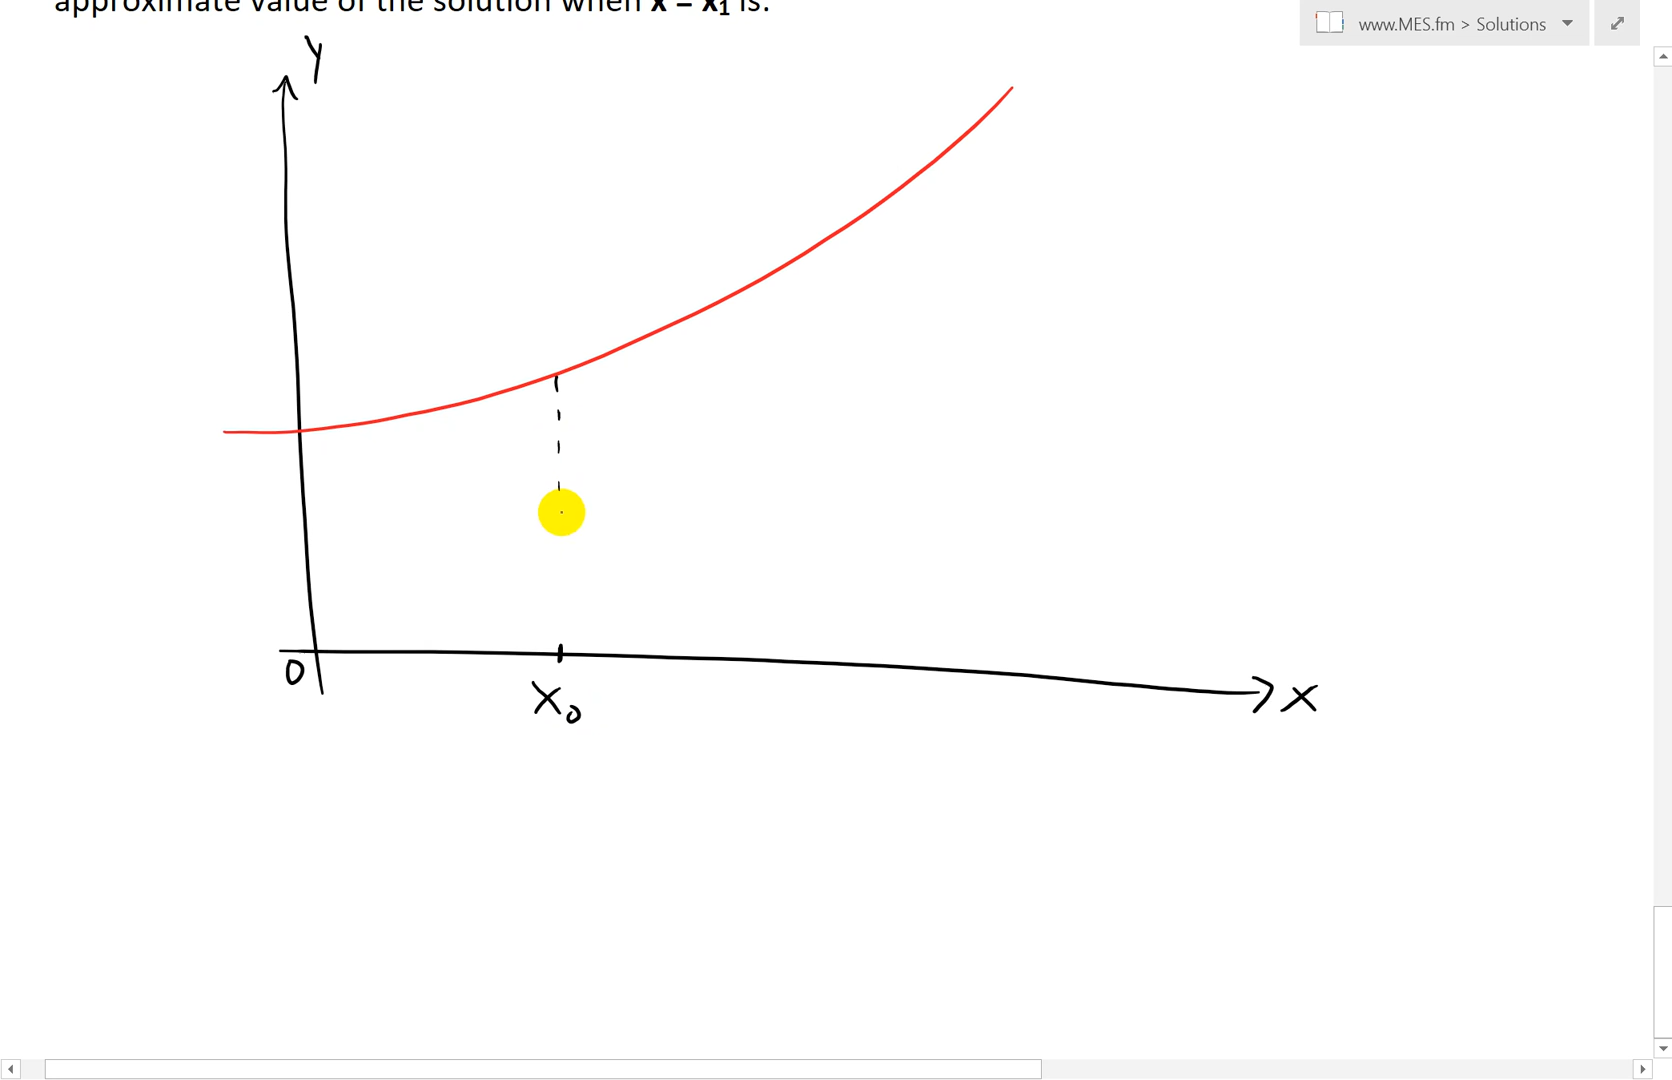 approximate value of the solution when x = x₁ is:
www.MES.fm > Solutions
y
0
x₀
x